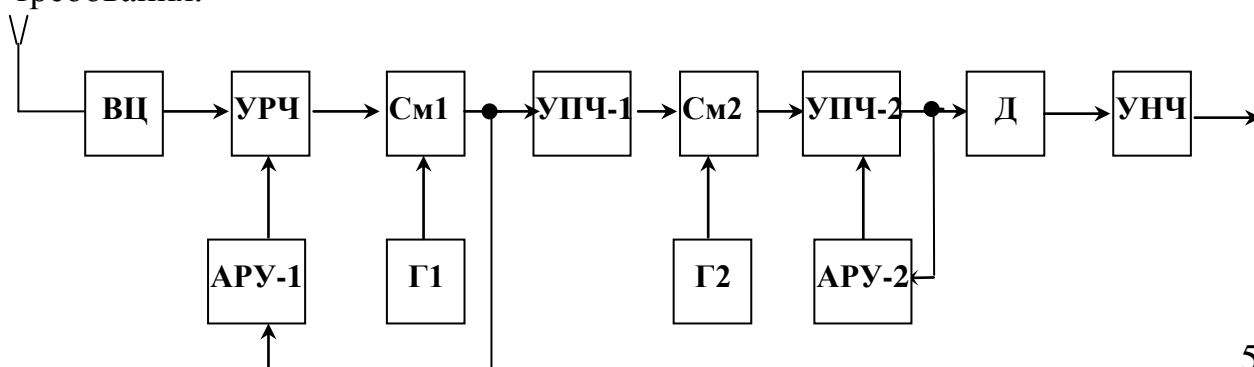 требования.
ВЦ УРЧ См1 УПЧ-1 См2 УПЧ-2 Д УНЧ
АРУ-1 Г1 Г2 АРУ-2
5